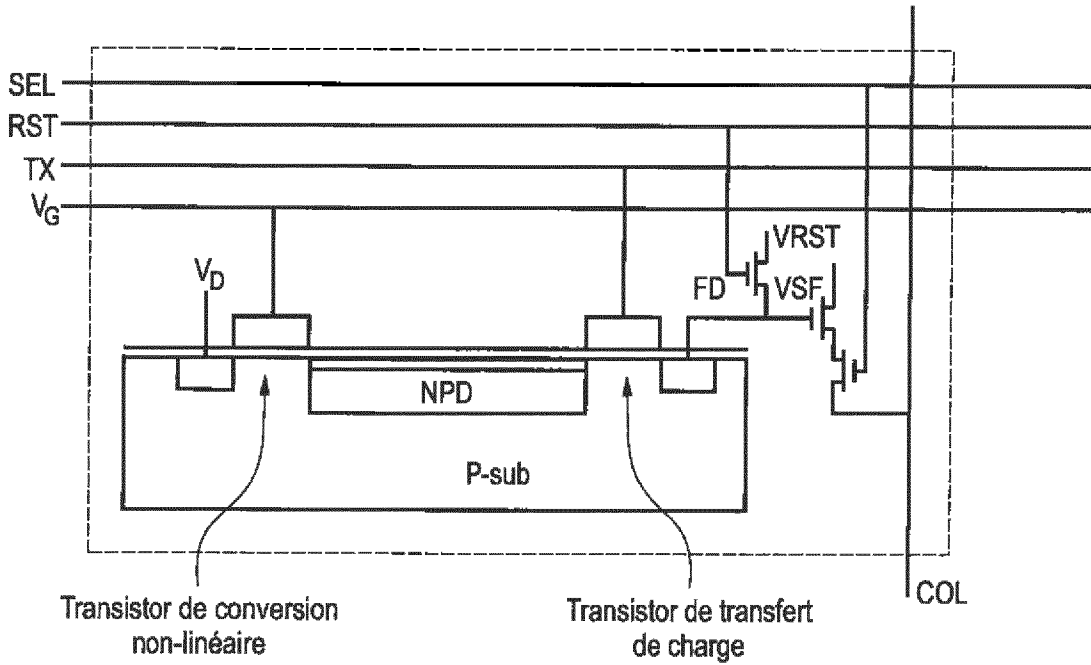 SEL
RST
TX
VG
VD
VRST
FD
VSF
NPD
P-sub
COL
Transistor de conversion
non-linéaire
Transistor de transfert
de charge